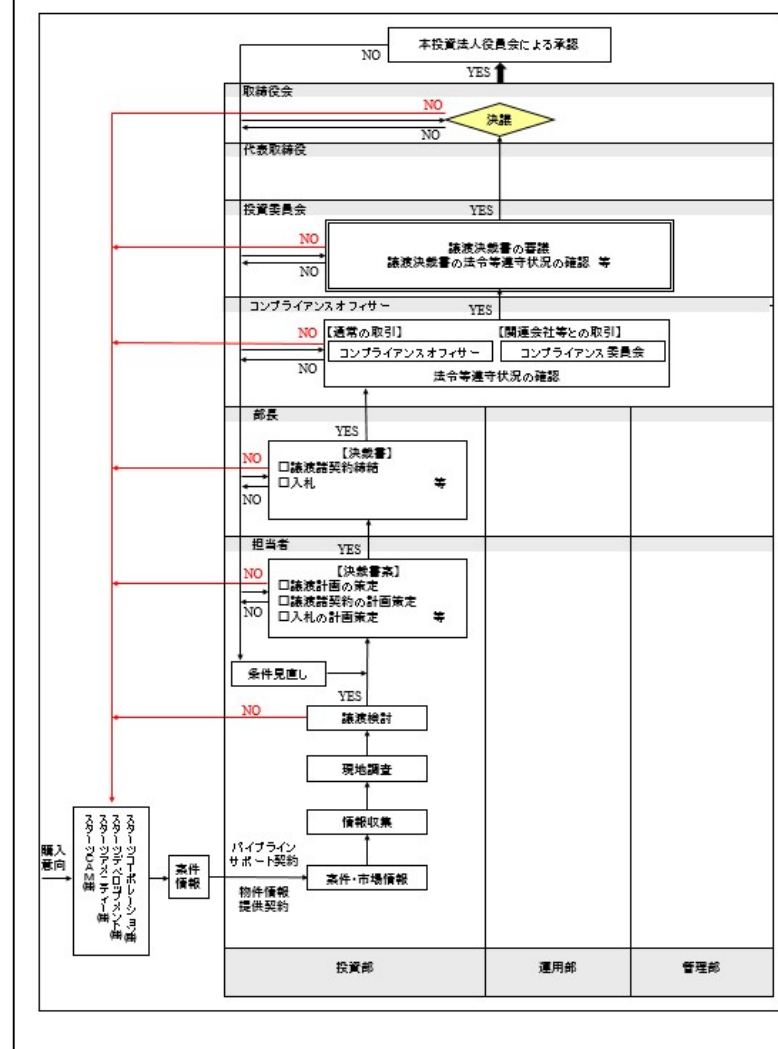 本投資法人役員会による承認
NO
YES
取締役会
NO
決議
NO
代表取締役
投資委員会
YES
NO
譲渡決裁書の審議
譲渡決裁書の法令等遵守状況の確認 等
NO
コンプライアンスオフィサー
YES
NO
【通常の取引】
【関連会社等との取引】
コンプライアンスオフィサー
コンプライアンス委員会
NO
法令等遵守状況の確認
部長
YES
【決裁書】
NO
□譲渡諸契約締結
□入札 等
NO
担当者
YES
【決裁書案】
NO
□譲渡計画の策定
□譲渡諸契約の計画策定
NO
□入札の計画策定 等
条件見直し
YES
NO
譲渡検討
現地調査
情報収集
購入
意向
スターツコーポレーション㈱
スターツデベロップメント㈱
スターツアメニティー㈱
スターツCAM㈱
案件
情報
パイプライン
サポート契約
物件情報
提供契約
案件・市場情報
投資部
運用部
管理部